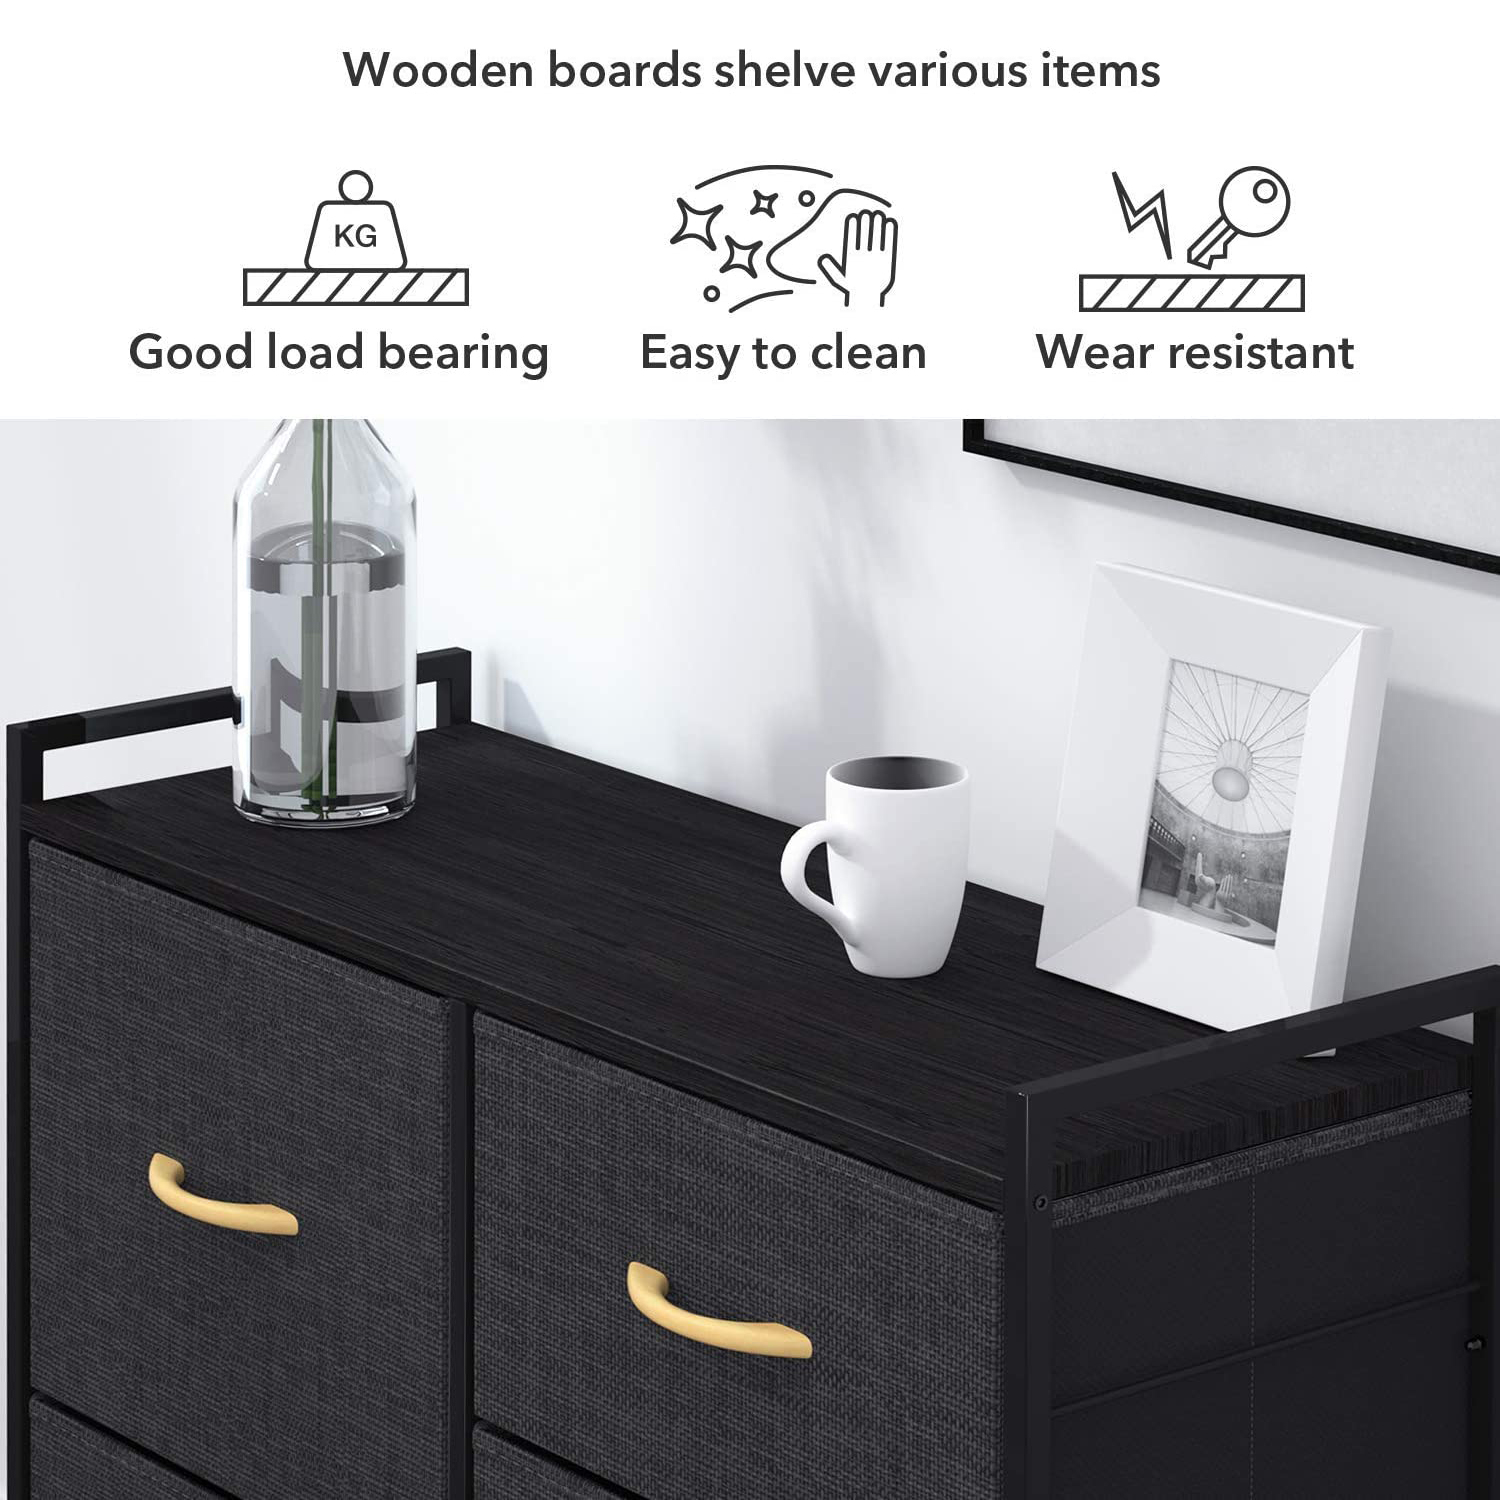 Wooden boards shelve various items
KG
Good load bearing
Easy to clean
Wear resistant